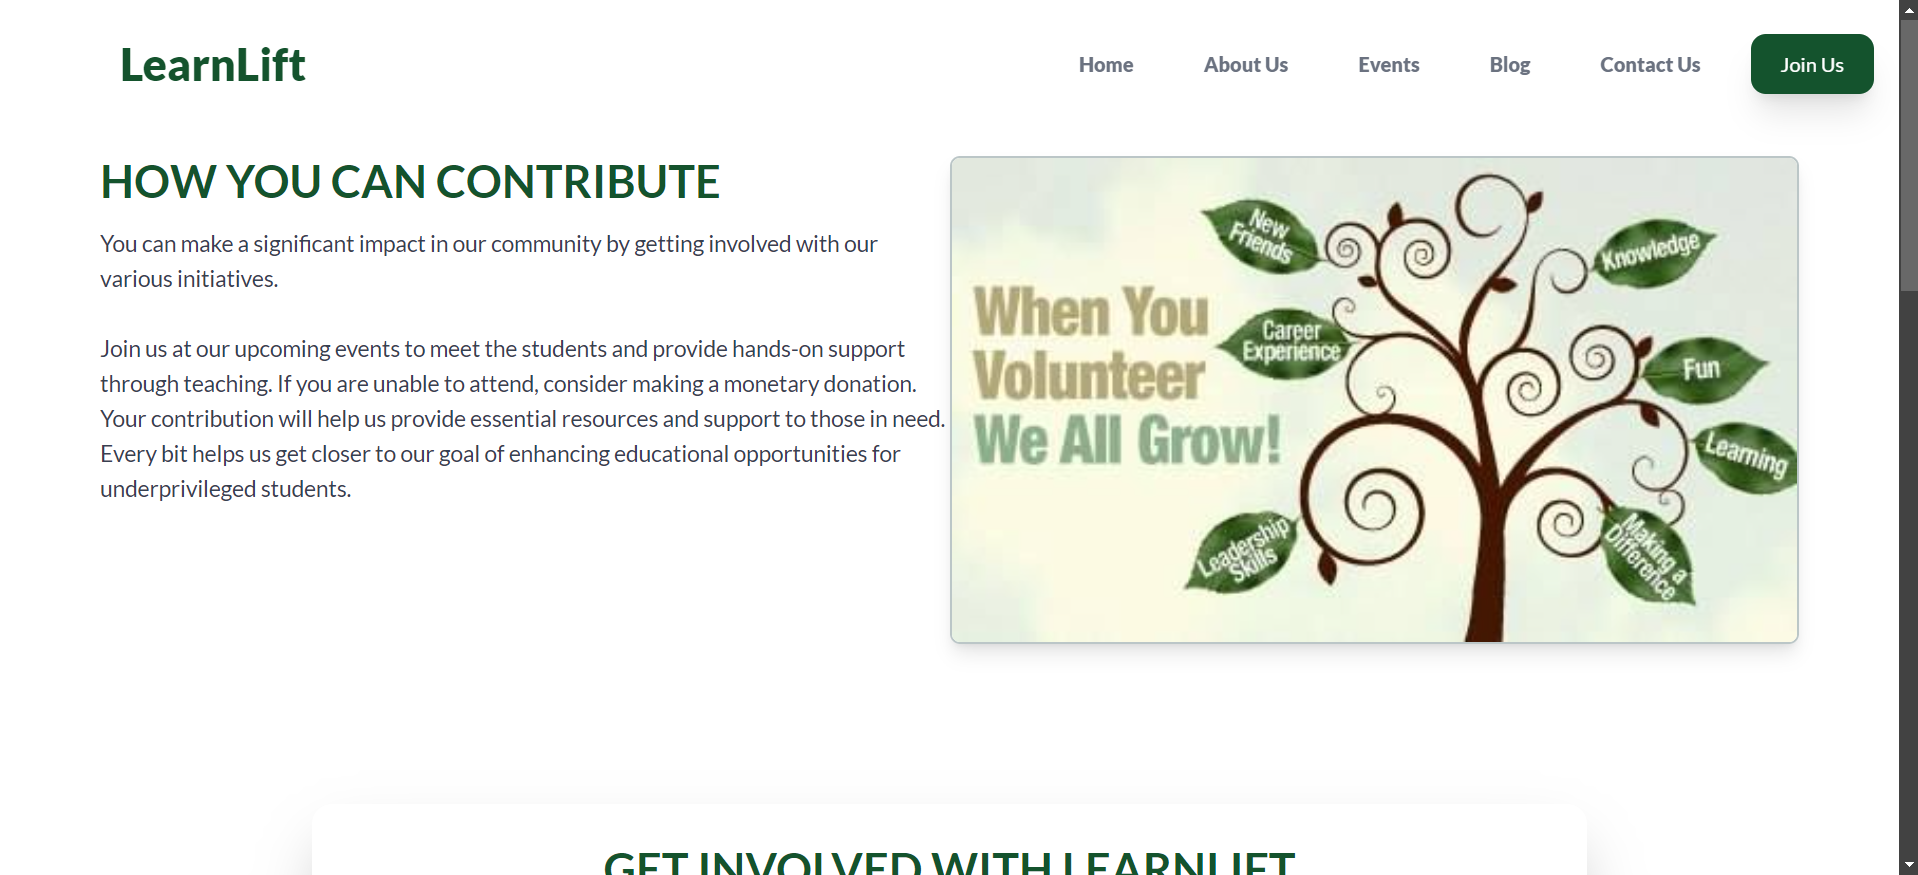 LearnLift
Home
About Us
Events
Blog
Contact Us
Join Us
HOW YOU CAN CONTRIBUTE
You can make a significant impact in our community by getting involved with our
various initiatives.
Join us at our upcoming events to meet the students and provide hands-on support
through teaching. If you are unable to attend, consider making a monetary donation.
Your contribution will help us provide essential resources and support to those in need.
Every bit helps us get closer to our goal of enhancing educational opportunities for
underprivileged students.
When You
Volunteer
We All Grow!
New
Friends
Knowledge
Career
Experience
Fun
Learning
Leadership
Skills
Making a
Difference
GET INVOLVED WITH LEARNLIFT